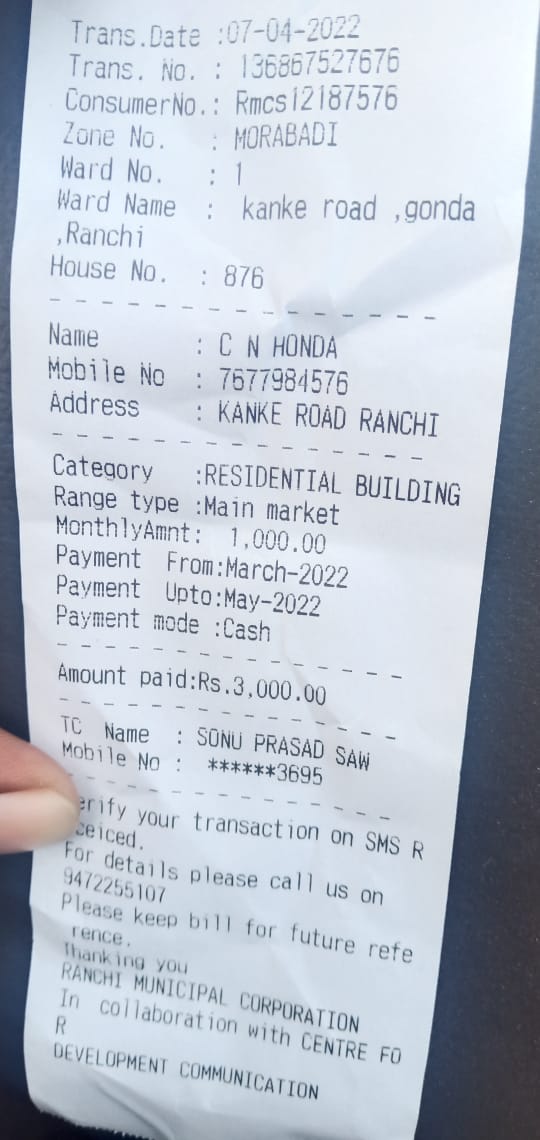 Trans.Date :07-04-2022
Trans. No. : 136867527676
ConsumerNo.: Rmcs12187576
Zone No. : MORABADI
Ward No. : 1
Ward Name : kanke road ,gonda
,Ranchi
House No. : 876
Name : C N HONDA
Mobile No : 7677984576
Address : KANKE ROAD RANCHI
Category :RESIDENTIAL BUILDING
Range type :Main market
MonthlyAmnt: 1,000.00
Payment From:March-2022
Payment Upto:May-2022
Payment mode :Cash
Amount paid:Rs.3,000.00
TC Name : SONU PRASAD SAW
Mobile No : ******3695
erify your transaction on SMS R
ceiced.
For details please call us on
9472255107
Please keep bill for future refe
rence.
Thanking you
RANCHI MUNICIPAL CORPORATION
In collaboration with CENTRE FO
R
DEVELOPMENT COMMUNICATION